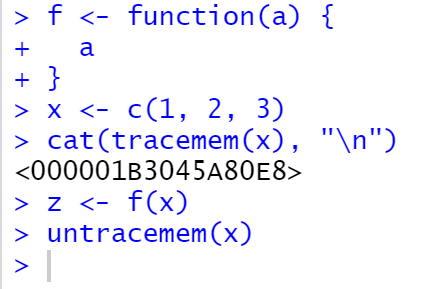 > f <- function(a) {
+   a
+ }
> x <- c(1, 2, 3)
> cat(tracemem(x), "\n")
<000001B3045A80E8>
> z <- f(x)
> untracemem(x)
>